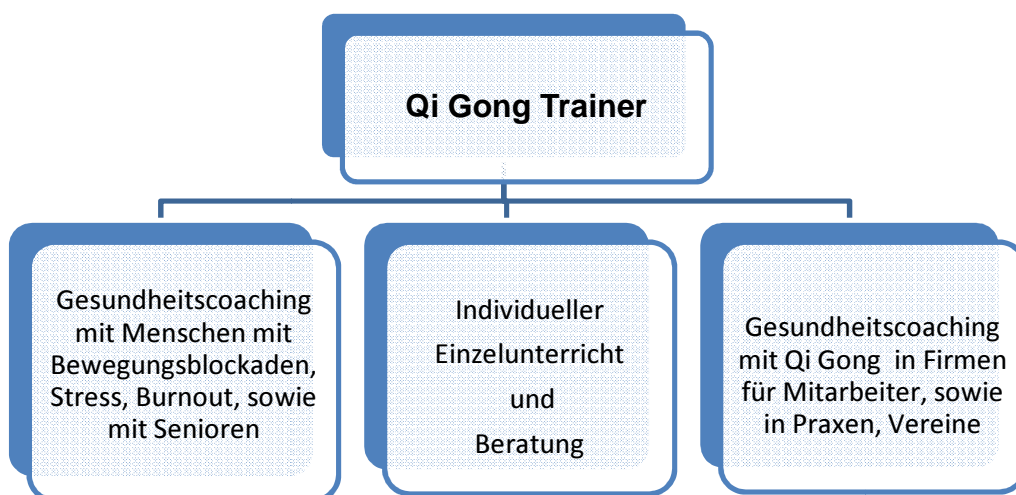 Qi Gong Trainer
Gesundheitscoaching
mit Menschen mit
Bewegungsblockaden,
Stress, Burnout, sowie
mit Senioren
Individueller
Einzelunterricht
und
Beratung
Gesundheitscoaching
mit Qi Gong  in Firmen
für Mitarbeiter, sowie
in Praxen, Vereine